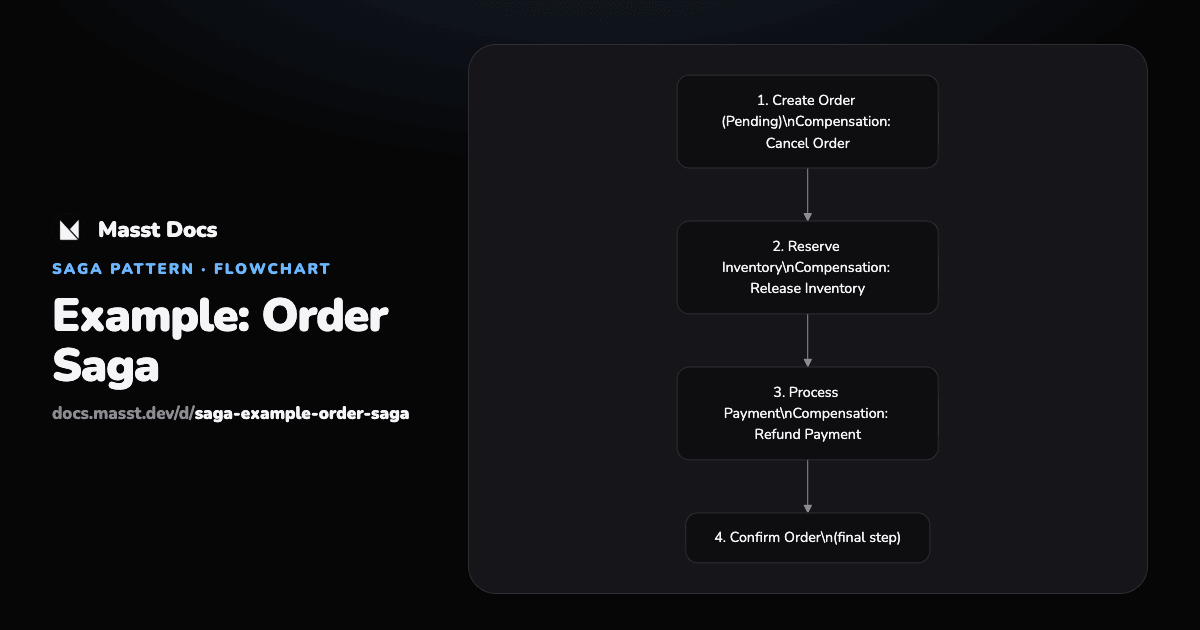 Masst Docs
SAGA PATTERN · FLOWCHART
Example: Order
Saga
docs.masst.dev/d/saga-example-order-saga
1. Create Order
(Pending)\nCompensation:
Cancel Order
2. Reserve
Inventory\nCompensation:
Release Inventory
3. Process
Payment\nCompensation:
Refund Payment
4. Confirm Order\n(final step)